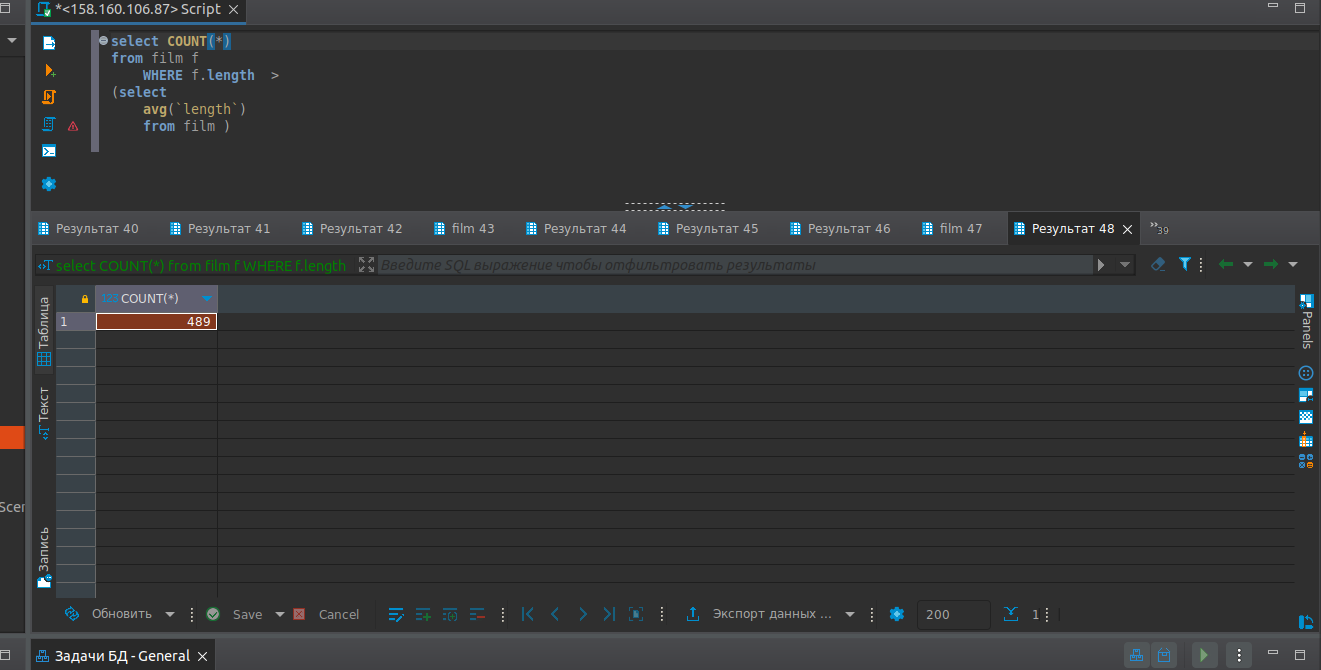 *<158.160.106.87> Script
select COUNT(*)
from film f
WHERE f.length >
(select
avg(`length`)
from film )
Результат 40
Результат 41
Результат 42
film 43
Результат 44
Результат 45
Результат 46
film 47
Результат 48
»39
select COUNT(*) from film f WHERE f.length
Введите SQL выражение чтобы отфильтровать результаты
Таблица
Текст
Запись
123 COUNT(*)
1
489
Panels
Scer
Обновить
Save
Cancel
Экспорт данных ...
200
1
Задачи БД - General